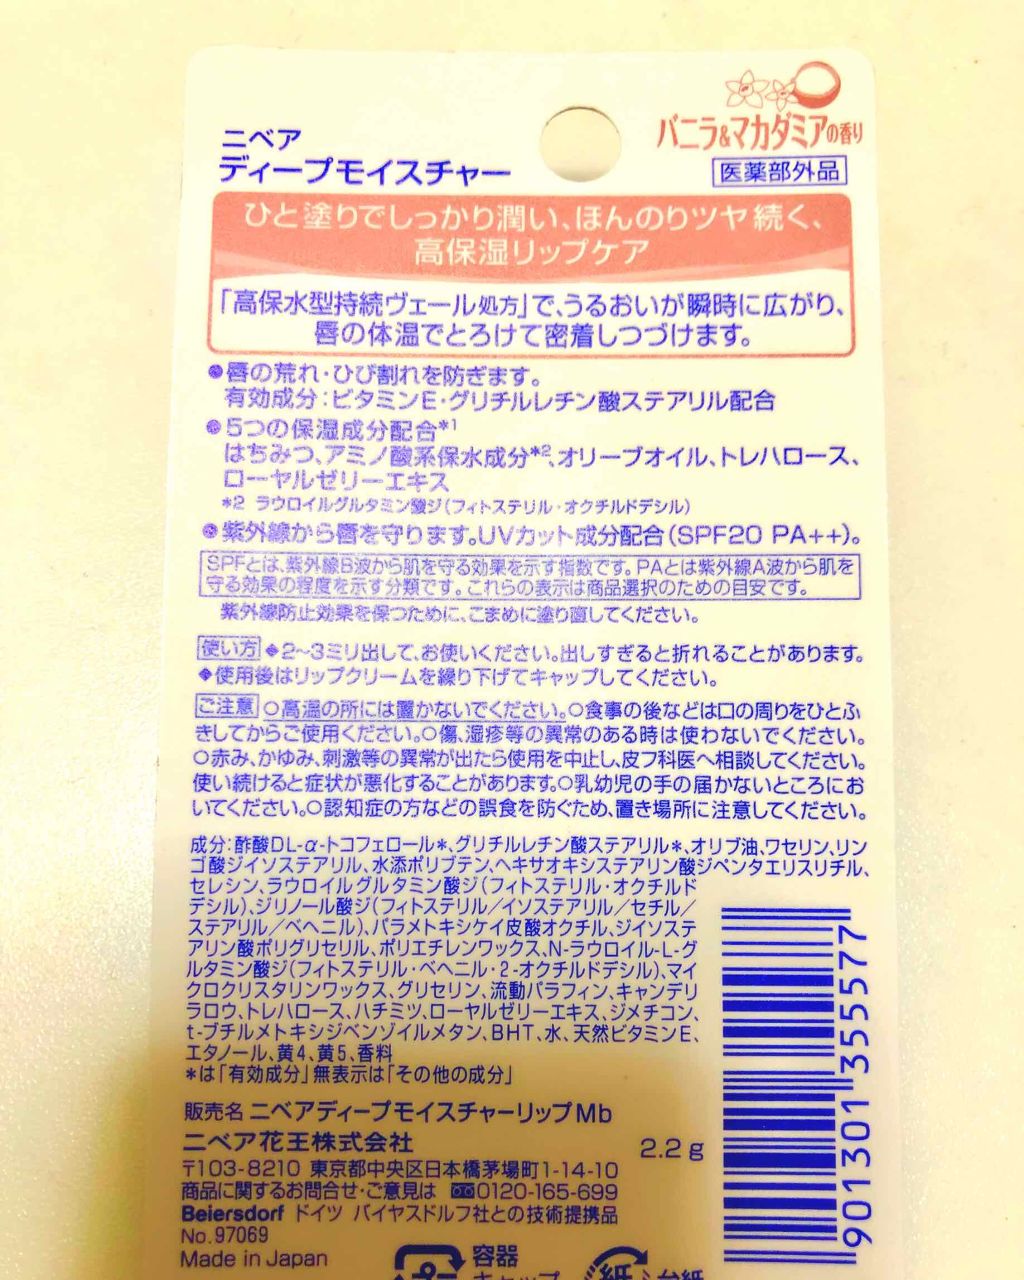 バニラ&マカダミアの香り
ニベア
ディープモイスチャー
医薬部外品
ひと塗りでしっかり潤い、ほんのりツヤ続く、
高保湿リップケア
「高保水型持続ヴェール処方」で、うるおいが瞬時に広がり、
唇の体温でとろけて密着しつづけます。
●唇の荒れ・ひび割れを防ぎます。
有効成分:ビタミンE・グリチルレチン酸ステアリル配合
●5つの保湿成分配合*1
はちみつ、アミノ酸系保水成分*2、オリーブオイル、トレハロース、
ローヤルゼリーエキス
*2 ラウロイルグルタミン酸ジ(フィトステリル・オクチルドデシル)
●紫外線から唇を守ります。UVカット成分配合(SPF20 PA++)。
SPFとは、紫外線B波から肌を守る効果を示す指数です。PAとは紫外線A波から肌を
守る効果の程度を示す分類です。これらの表示は商品選択のための目安です。
紫外線防止効果を保つために、こまめに塗り直してください。
使い方 ◆2~3ミリ出して、お使いください。出しすぎると折れることがあります。
◆使用後はリップクリームを繰り下げてキャップしてください。
ご注意 ○高温の所には置かないでください。○食事の後などは口の周りをひとふ
きしてからご使用ください。○傷、湿疹等の異常のある時は使わないでください。
○赤み、かゆみ、刺激等の異常が出たら使用を中止し、皮フ科医へ相談してください。
使い続けると症状が悪化することがあります。○乳幼児の手の届かないところにお
いてください。○認知症の方などの誤食を防ぐため、置き場所に注意してください。
成分:酢酸DL-α-トコフェロール*、グリチルレチン酸ステアリル*、オリブ油、ワセリン、リン
ゴ酸ジイソステアリル、水添ポリブテン、ヘキサオキシステアリン酸ジペンタエリスリチル、
セレシン、ラウロイルグルタミン酸ジ(フィトステリル・オクチルド
デシル)、ジリノール酸ジ(フィトステリル/イソステアリル/セチル/
ステアリル/ベヘニル)、パラメトキシケイ皮酸オクチル、ジイソステ
アリン酸ポリグリセリル、ポリエチレンワックス、N-ラウロイル-L-グ
ルタミン酸ジ(フィトステリル・ベヘニル・2-オクチルドデシル)、マイ
クロクリスタリンワックス、グリセリン、流動パラフィン、キャンデリ
ラロウ、トレハロース、ハチミツ、ローヤルゼリーエキス、ジメチコン、
t-ブチルメトキシジベンゾイルメタン、BHT、水、天然ビタミンE、
エタノール、黄4、黄5、香料
*は「有効成分」無表示は「その他の成分」
販売名 ニベアディープモイスチャーリップMb
ニベア花王株式会社
2.2g
〒103-8210 東京都中央区日本橋茅場町1-14-10
商品に関するお問合せ・ご意見は 0120-165-699
Beiersdorf ドイツ バイヤスドルフ社との技術提携品
No.97069
Made in Japan
容器
キャップ
紙
台紙
4901301355577